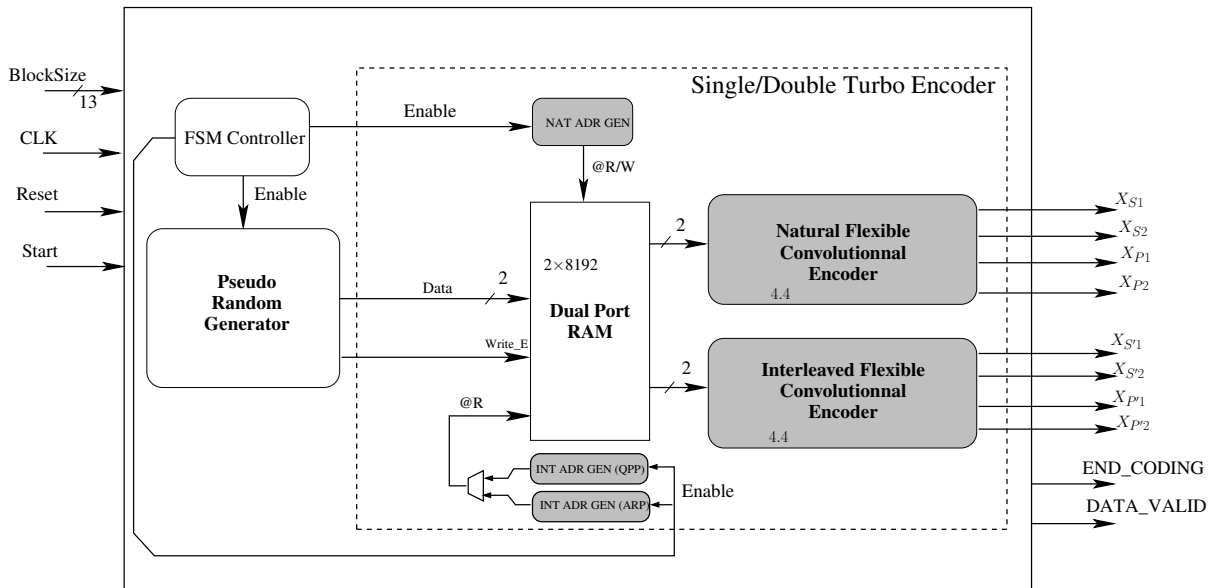 BlockSize
13
CLK
Reset
Start
FSM Controller
Enable
Enable
Pseudo
Random
Generator
Data
2
Write_E
@R
Single/Double Turbo Encoder
NAT ADR GEN
@R/W
2×8192
Dual Port
RAM
2
2
Natural Flexible
Convolutionnal
Encoder
4.4
Interleaved Flexible
Convolutionnal
Encoder
4.4
INT ADR GEN (QPP)
INT ADR GEN (ARP)
Enable
X_{S1}
X_{S2}
X_{P1}
X_{P2}
X_{S'1}
X_{S'2}
X_{P'1}
X_{P'2}
END_CODING
DATA_VALID